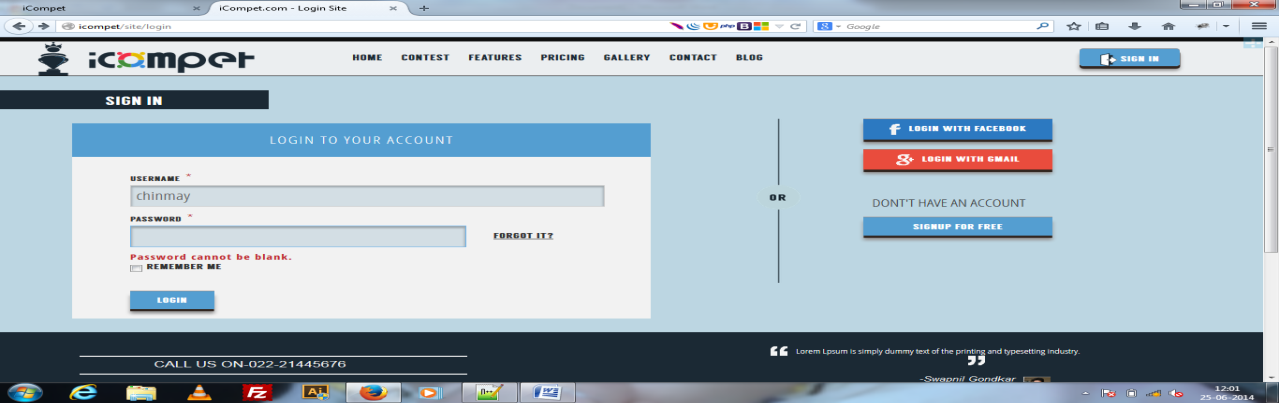 iCompet
iCompet.com - Login Site
icompet/site/login
Google
icompet
HOME CONTEST FEATURES PRICING GALLERY CONTACT BLOG
SIGN IN
SIGN IN
LOGIN TO YOUR ACCOUNT
USERNAME *
chinmay
PASSWORD *
FORGOT IT?
Password cannot be blank.
REMEMBER ME
LOGIN
OR
LOGIN WITH FACEBOOK
LOGIN WITH GMAIL
DONT'T HAVE AN ACCOUNT
SIGNUP FOR FREE
CALL US ON-022-21445676
Lorem Lpsum is simply dummy text of the printing and typesetting industry.
-Swapnil Gondkar
12:01
25-06-2014